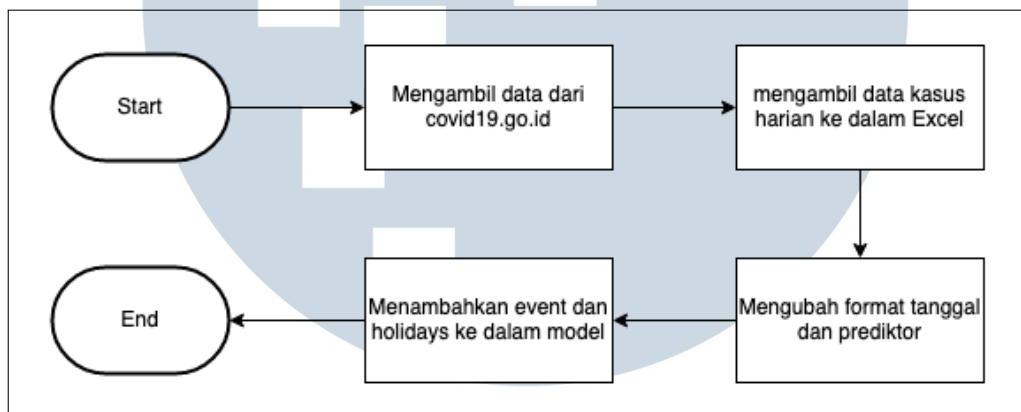 Start
Mengambil data dari
covid19.go.id
mengambil data kasus
harian ke dalam Excel
Mengubah format tanggal
dan prediktor
Menambahkan event dan
holidays ke dalam model
End